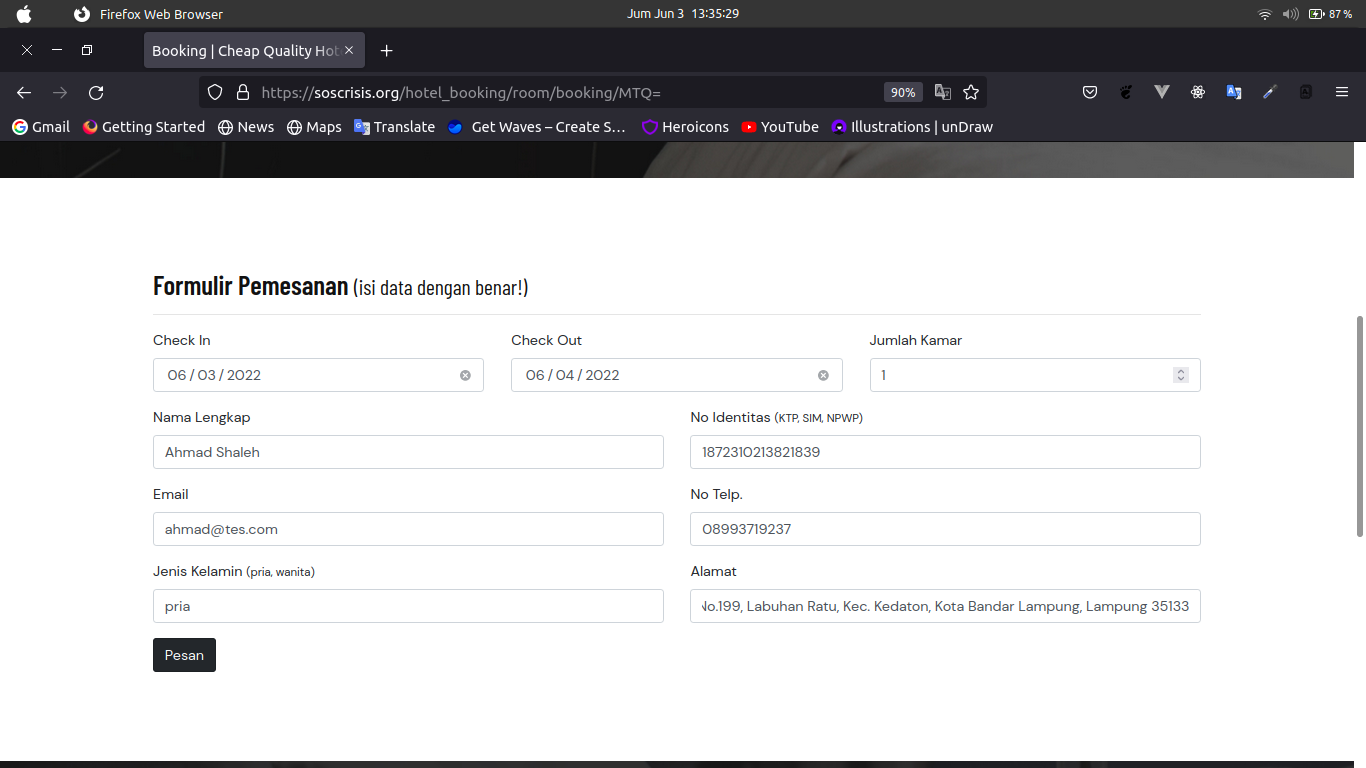 Firefox Web Browser Jum Jun 3 13:35:29 87 %
Booking | Cheap Quality Hot
https://soscrisis.org/hotel_booking/room/booking/MTQ= 90%
Gmail Getting Started News Maps Translate Get Waves – Create S… Heroicons YouTube Illustrations | unDraw
Formulir Pemesanan (isi data dengan benar!)
Check In Check Out Jumlah Kamar
06 / 03 / 2022 06 / 04 / 2022 1
Nama Lengkap No Identitas (KTP, SIM, NPWP)
Ahmad Shaleh 1872310213821839
Email No Telp.
ahmad@tes.com 08993719237
Jenis Kelamin (pria, wanita) Alamat
pria No.199, Labuhan Ratu, Kec. Kedaton, Kota Bandar Lampung, Lampung 35133
Pesan